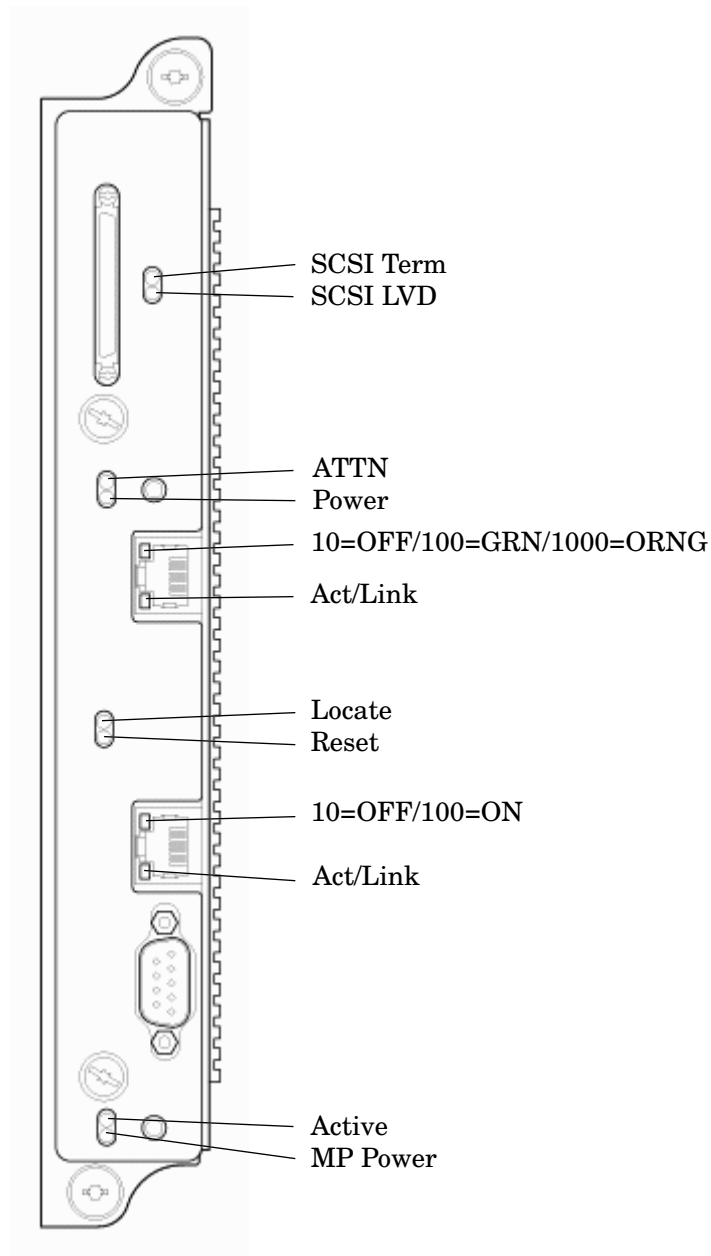 SCSI Term
SCSI LVD
ATTN
Power
10=OFF/100=GRN/1000=ORNG
Act/Link
Locate
Reset
10=OFF/100=ON
Act/Link
Active
MP Power